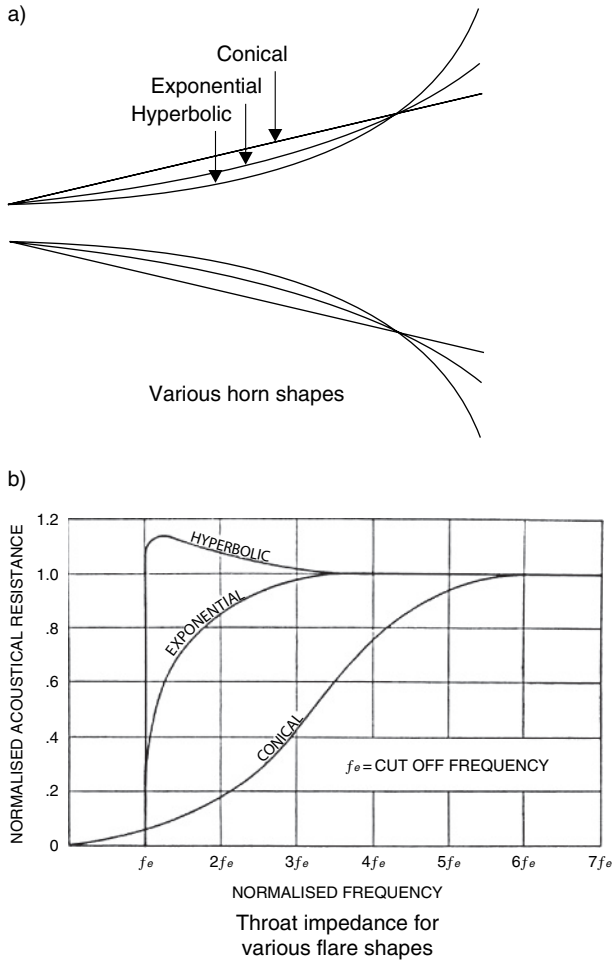 a)
Conical
Exponential
Hyperbolic
Various horn shapes
b)
NORMALISED ACOUSTICAL RESISTANCE
1.2
1.0
.8
.6
.4
.2
0
HYPERBOLIC
EXPONENTIAL
CONICAL
fe = CUT OFF FREQUENCY
fe 2fe 3fe 4fe 5fe 6fe 7fe
NORMALISED FREQUENCY
Throat impedance for
various flare shapes